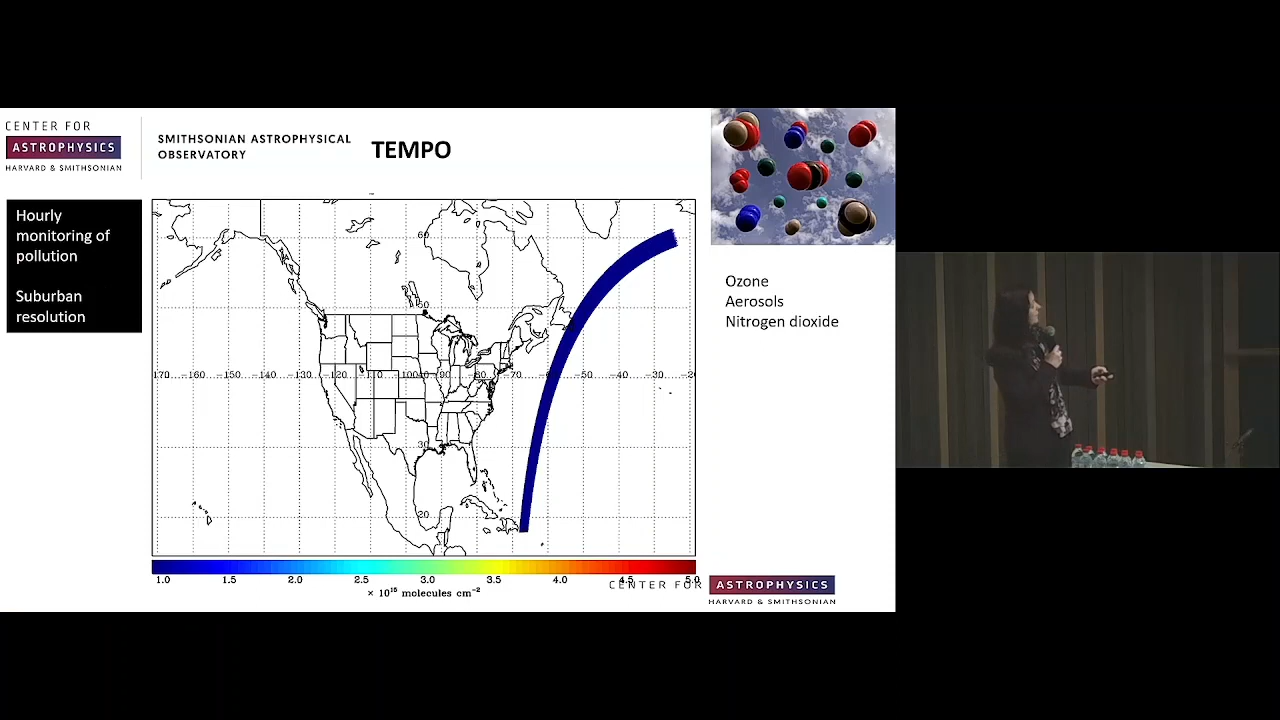 CENTER FOR
ASTROPHYSICS
HARVARD & SMITHSONIAN
SMITHSONIAN ASTROPHYSICAL
OBSERVATORY
TEMPO
Hourly
monitoring of
pollution
Suburban
resolution
60
50
170 -160 -140 -120 -100 -90 -80 -70 -60 -50 -40 -30 -20
30
20
1.0 1.5 2.0 2.5 3.0 3.5 4.0 4.5 5.0
× 10¹⁵ molecules cm⁻²
Ozone
Aerosols
Nitrogen dioxide
CENTER FOR
ASTROPHYSICS
HARVARD & SMITHSONIAN